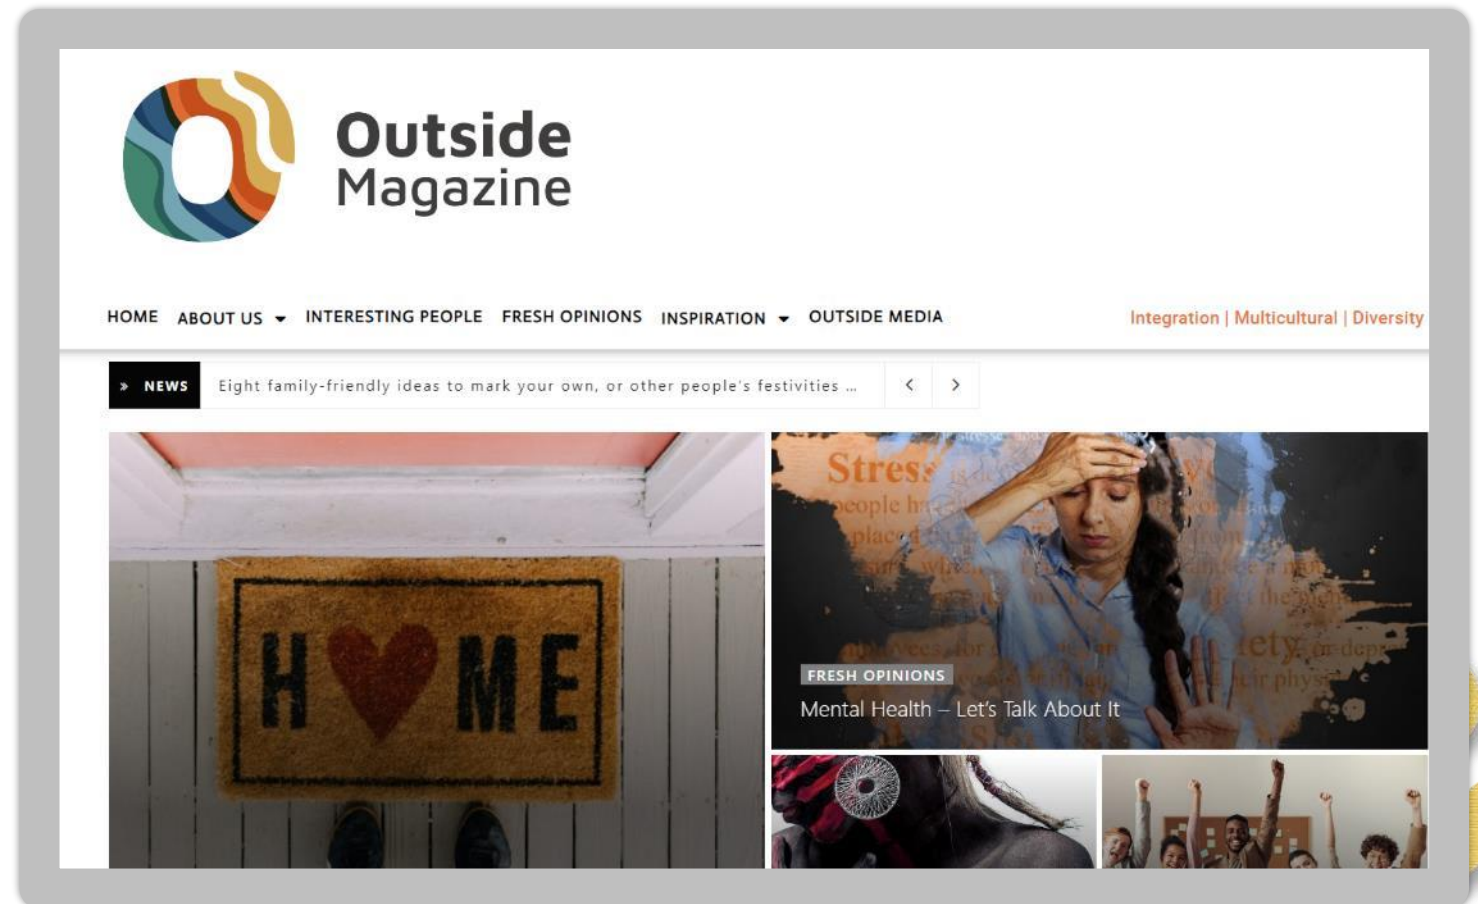 Outside
Magazine
HOME ABOUT US INTERESTING PEOPLE FRESH OPINIONS INSPIRATION OUTSIDE MEDIA Integration | Multicultural | Diversity
» NEWS Eight family-friendly ideas to mark your own, or other people's festivities ...
H ME
Stress
people
FRESH OPINIONS
Mental Health – Let's Talk About It